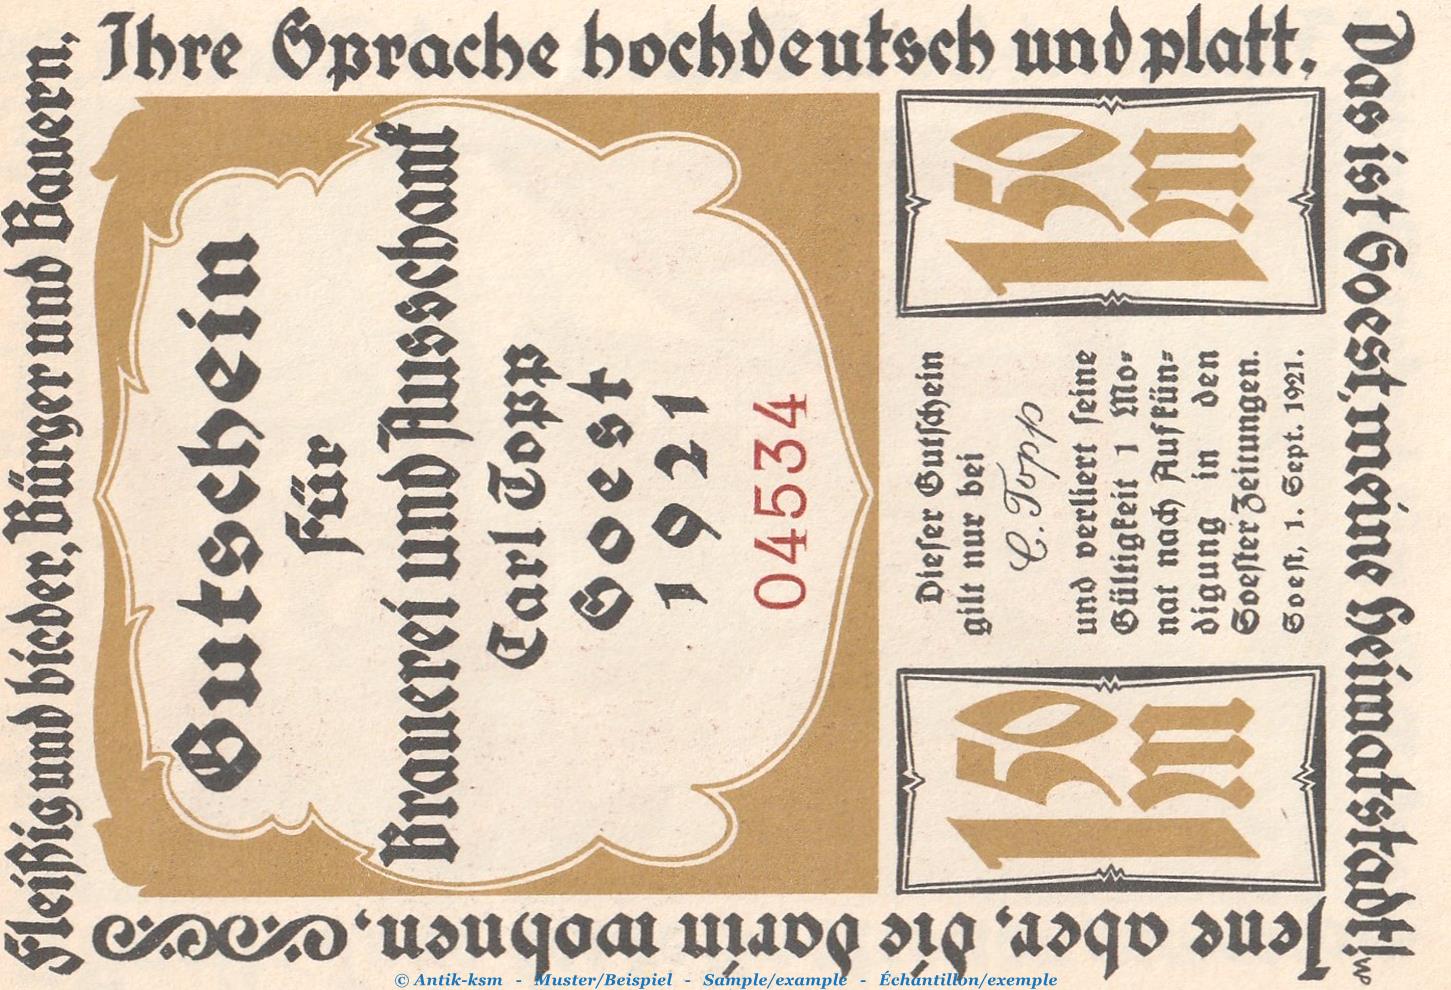 Jene aber, die darin wohnen,
Fleißig und bieder, Bürger und Bauern,
Ihre Sprache hochdeutsch und platt.
Das ist Soest, meine Heimatstadt!
Gutschein
für
Brauerei und Ausschank
Carl Topp
Soest
1921
04534
1 50 M
Dieser Gutschein
gilt nur bei
C. Topp
und verliert seine
Gültigkeit 1 Mo=
nat nach Aufkün=
digung in den
Soester Zeitungen.
Soest, 1. Sept. 1921.
1 50 M
© Antik-ksm - Muster/Beispiel - Sample/example - Échantillon/exemple